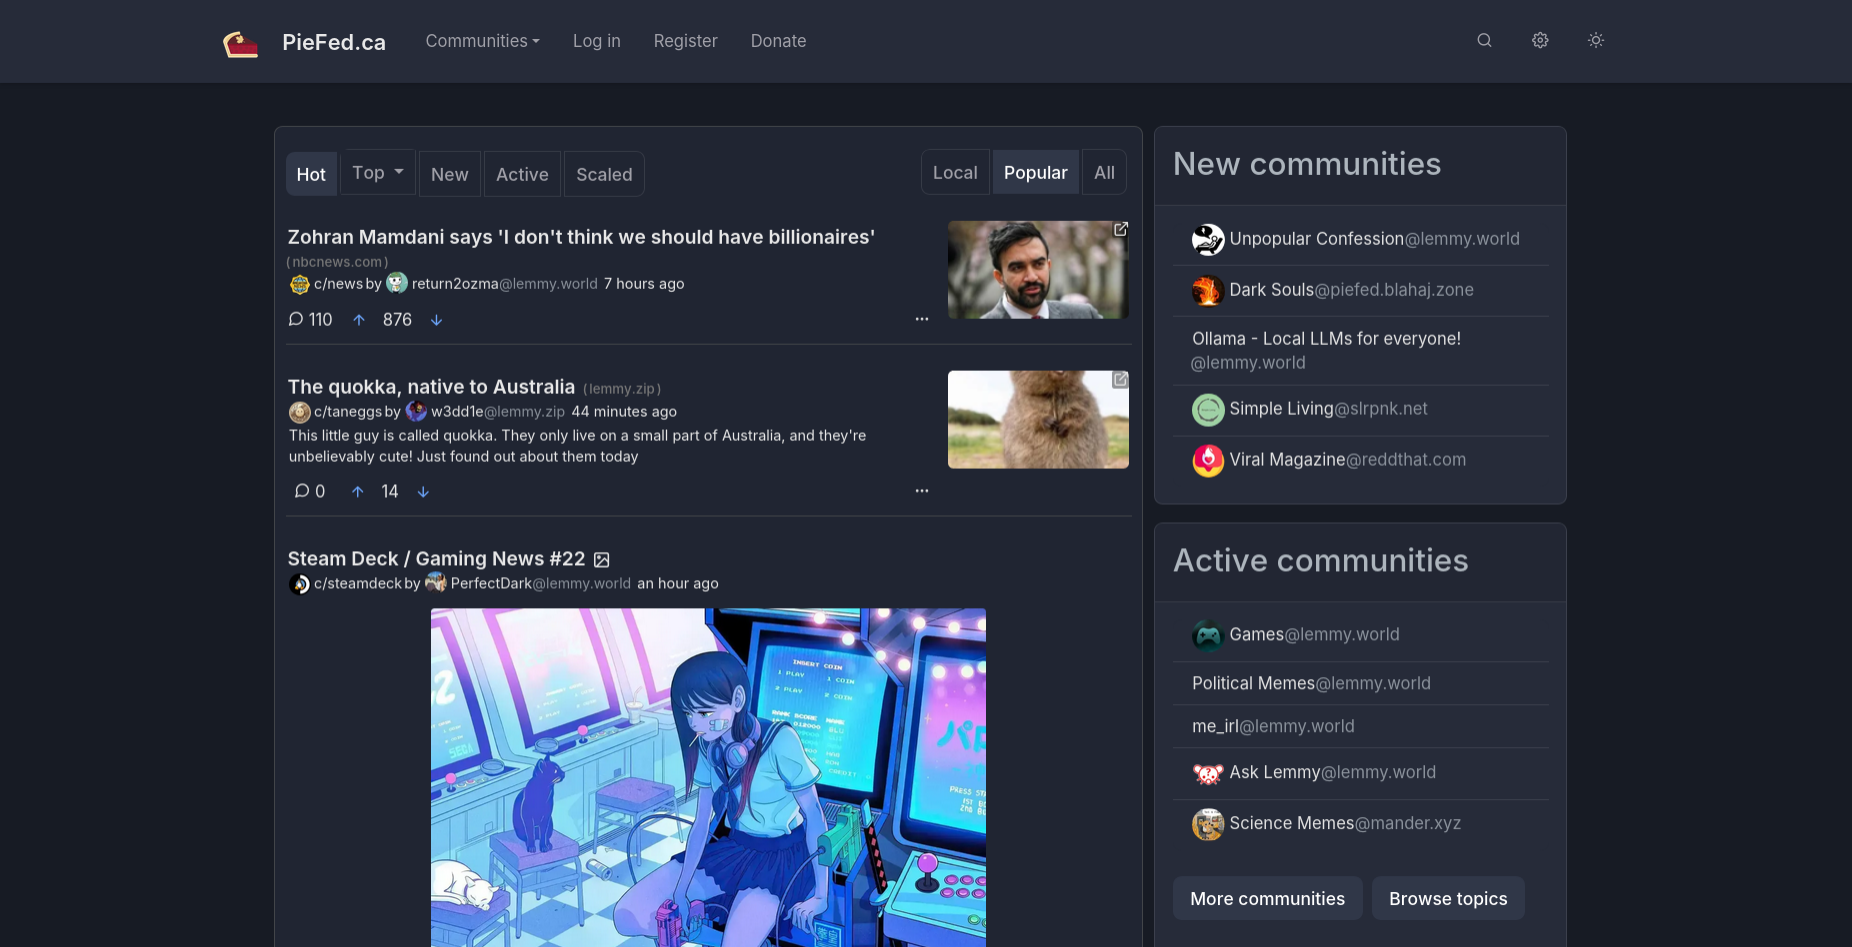 PieFed.ca
Communities
Log in
Register
Donate
Hot
Top
New
Active
Scaled
Local
Popular
All
Zohran Mamdani says 'I don't think we should have billionaires'
(nbcnews.com)
c/news by return2ozma@lemmy.world 7 hours ago
110
876
The quokka, native to Australia (lemmy.zip)
c/taneggs by w3dd1e@lemmy.zip 44 minutes ago
This little guy is called quokka. They only live on a small part of Australia, and they're
unbelievably cute! Just found out about them today
0
14
Steam Deck / Gaming News #22
c/steamdeck by PerfectDark@lemmy.world an hour ago
INSERT COIN
1 PLAY 1 COIN
2 PLAY 2 COIN
SEGA
New communities
Unpopular Confession@lemmy.world
Dark Souls@piefed.blahaj.zone
Ollama - Local LLMs for everyone!
@lemmy.world
Simple Living@slrpnk.net
Viral Magazine@reddthat.com
Active communities
Games@lemmy.world
Political Memes@lemmy.world
me_irl@lemmy.world
Ask Lemmy@lemmy.world
Science Memes@mander.xyz
More communities
Browse topics